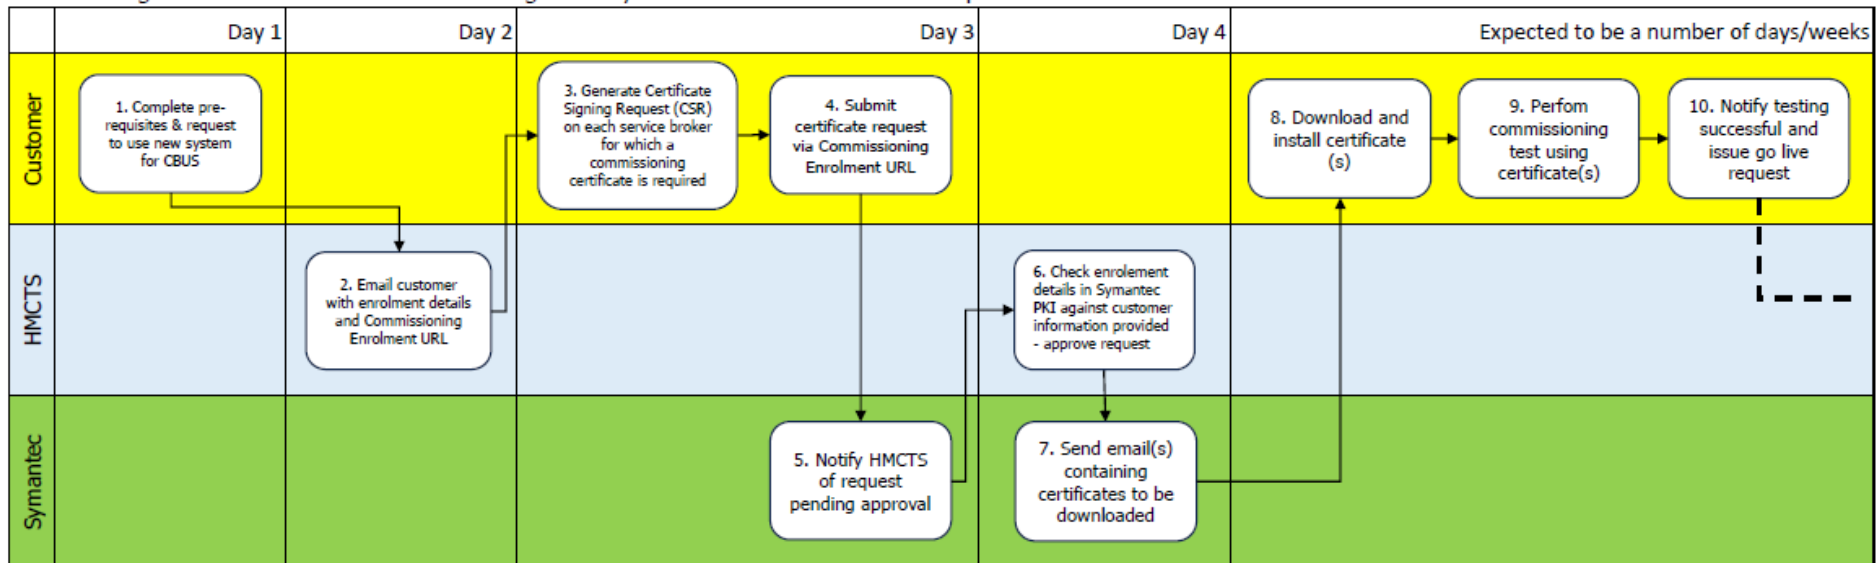 Day 1
Day 2
Day 3
Day 4
Expected to be a number of days/weeks
Customer
1. Complete pre-
requisites & request
to use new system
for CBUS
3. Generate Certificate
Signing Request (CSR)
on each service broker
for which a
commissioning
certificate is required
4. Submit
certificate request
via Commissioning
Enrolment URL
8. Download and
install certificate
(s)
9. Perfom
commissioning
test using
certificate(s)
10. Notify testing
successful and
issue go live
request
HMCTS
2. Email customer
with enrolment details
and Commissioning
Enrolment URL
6. Check enrolement
details in Symantec
PKI against customer
information provided
- approve request
Symantec
5. Notify HMCTS
of request
pending approval
7. Send email(s)
containing
certificates to be
downloaded